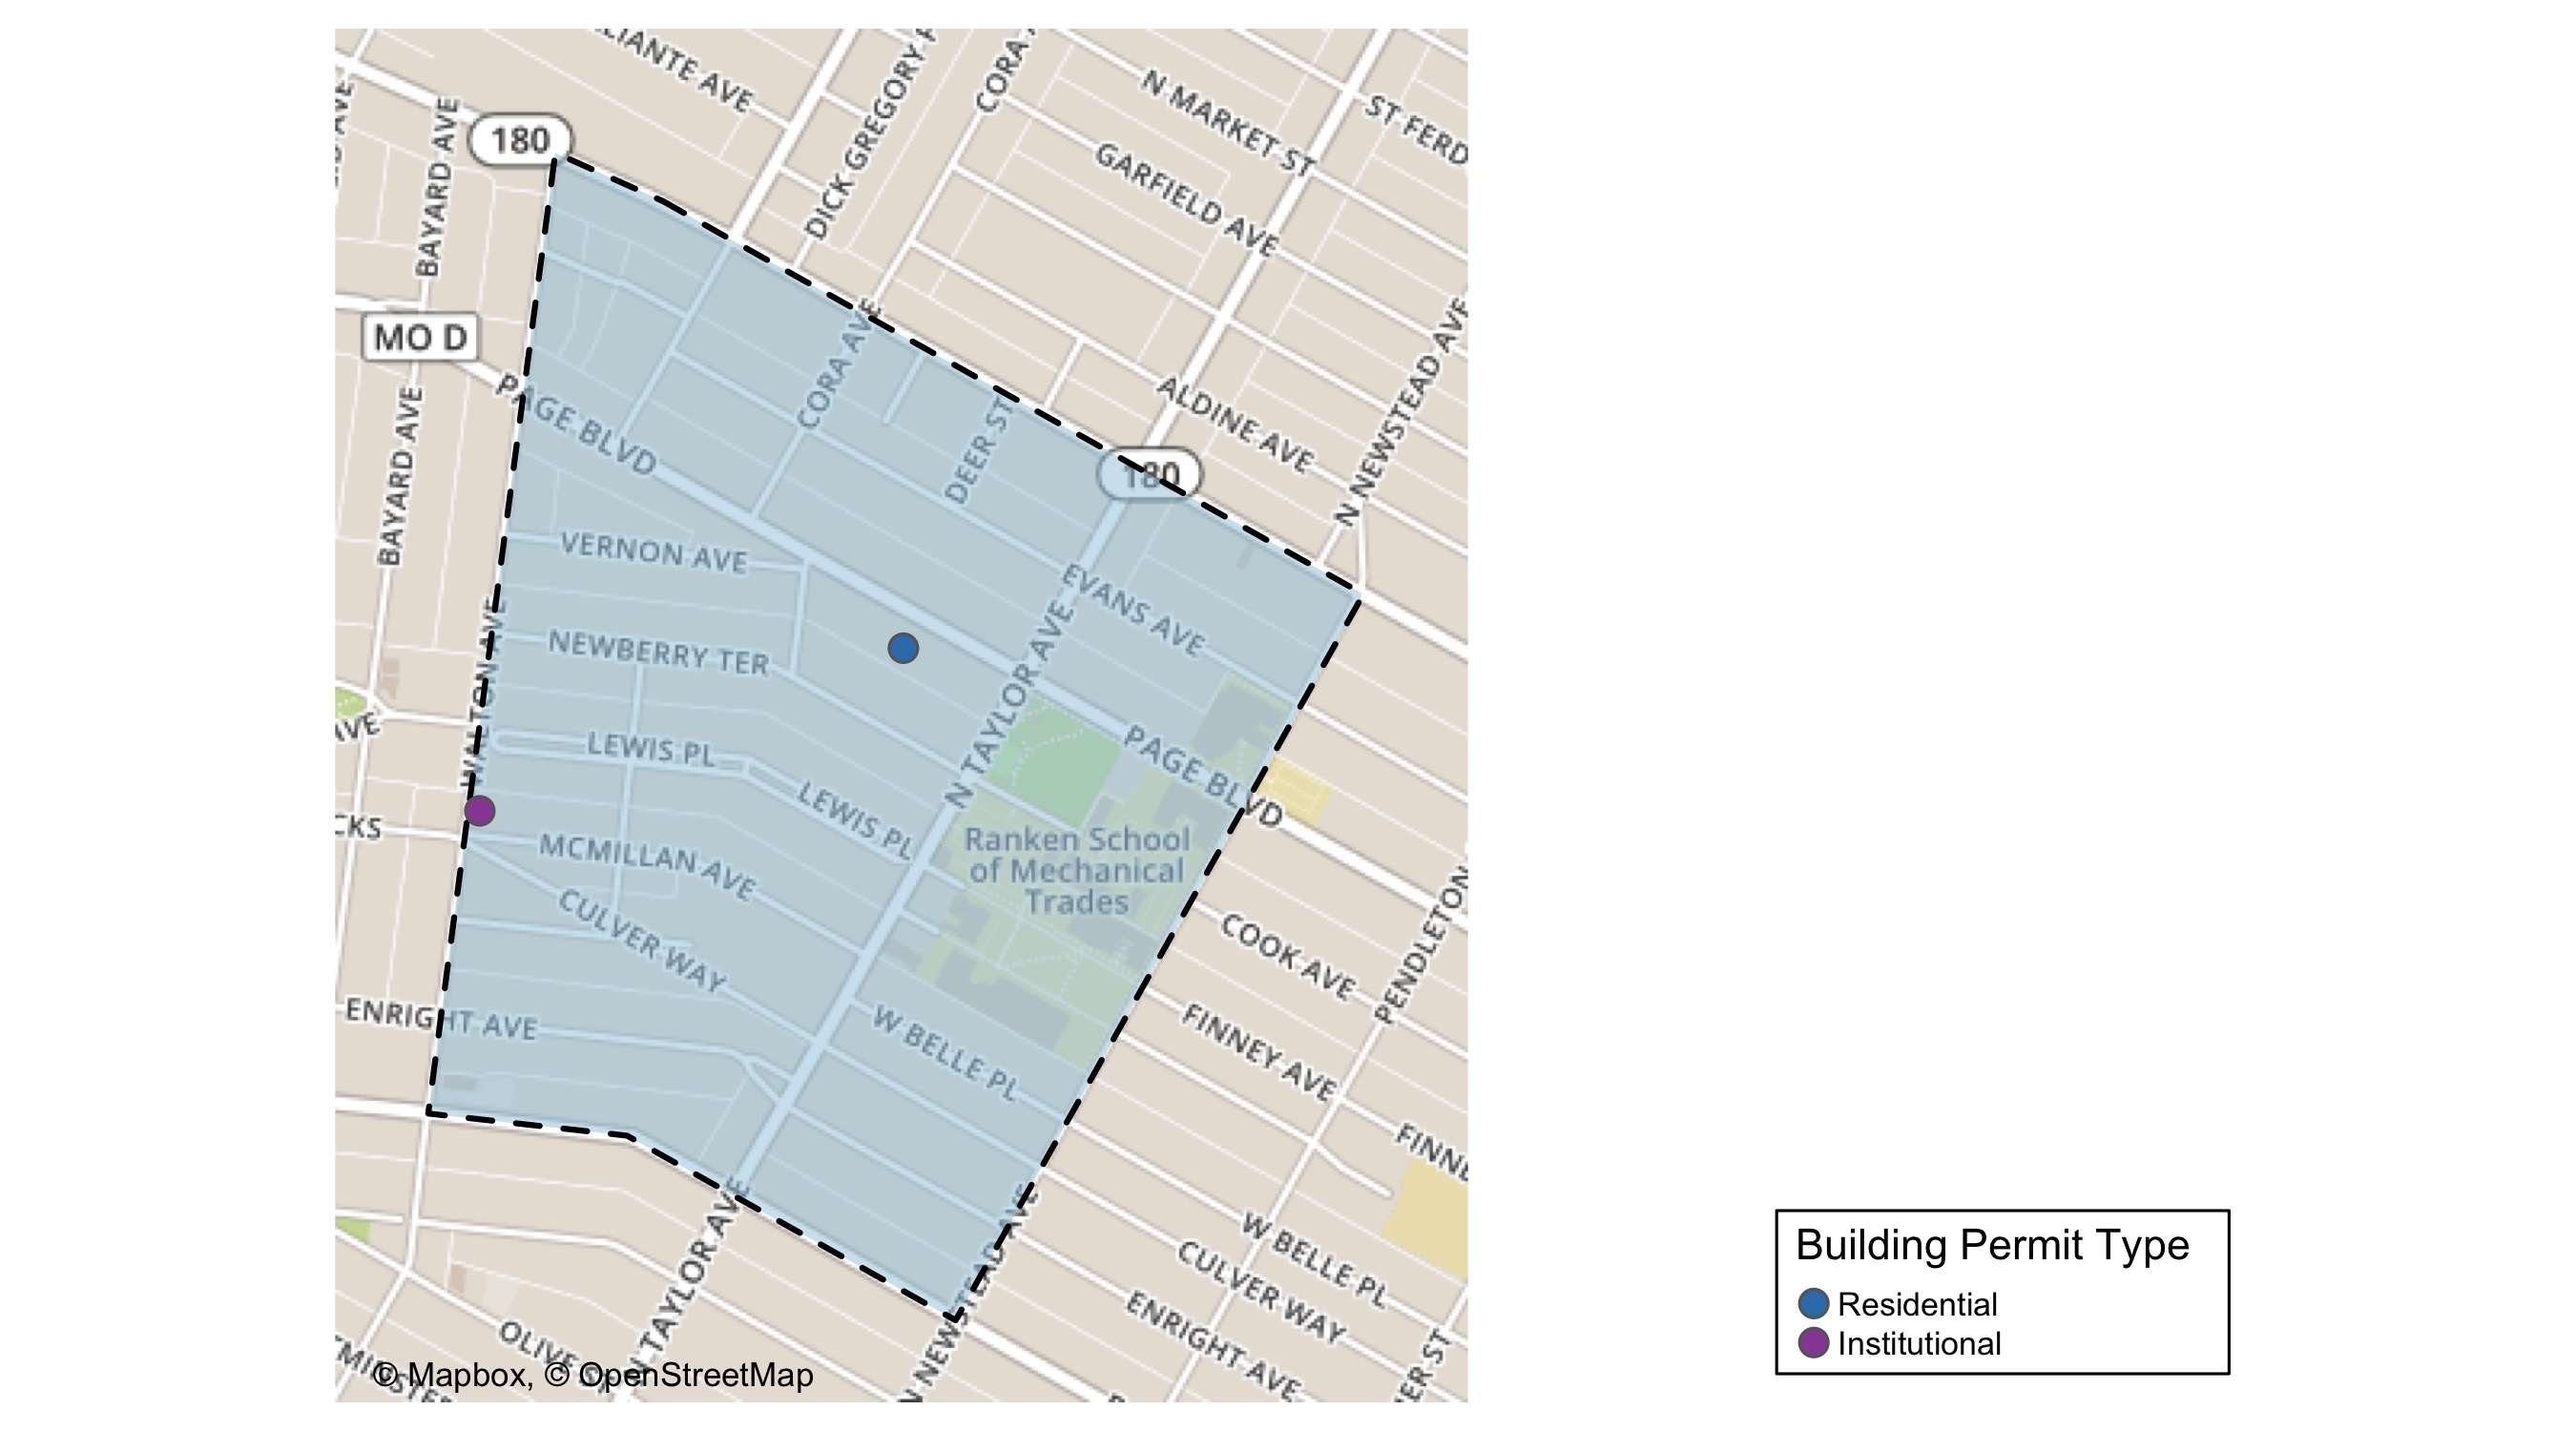 LIANTE AVE
DICK GREGORY
CORA
N MARKET ST
ST FERD
GARFIELD AVE
BAYARD AVE
180
MO D
BAYARD AVE
PAGE BLVD
CORA AVE
DEER ST
ALDINE AVE
N NEWSTEAD AVE
180
VERNON AVE
EVANS AVE
NEWBERRY TER
WALTON AVE
N TAYLOR AVE
AVE
LEWIS PL
LEWIS PL
PAGE BLVD
CKS
MCMILLAN AVE
Ranken School
of Mechanical
Trades
CULVER WAY
COOK AVE
PENDLETON
ENRIGHT AVE
W BELLE PL
FINNEY AVE
FINNE
N TAYLOR AVE
N NEWSTEAD AVE
W BELLE PL
CULVER WAY
ENRIGHT AVE
OLIVE
ER ST
© Mapbox, © OpenStreetMap
Building Permit Type
Residential
Institutional